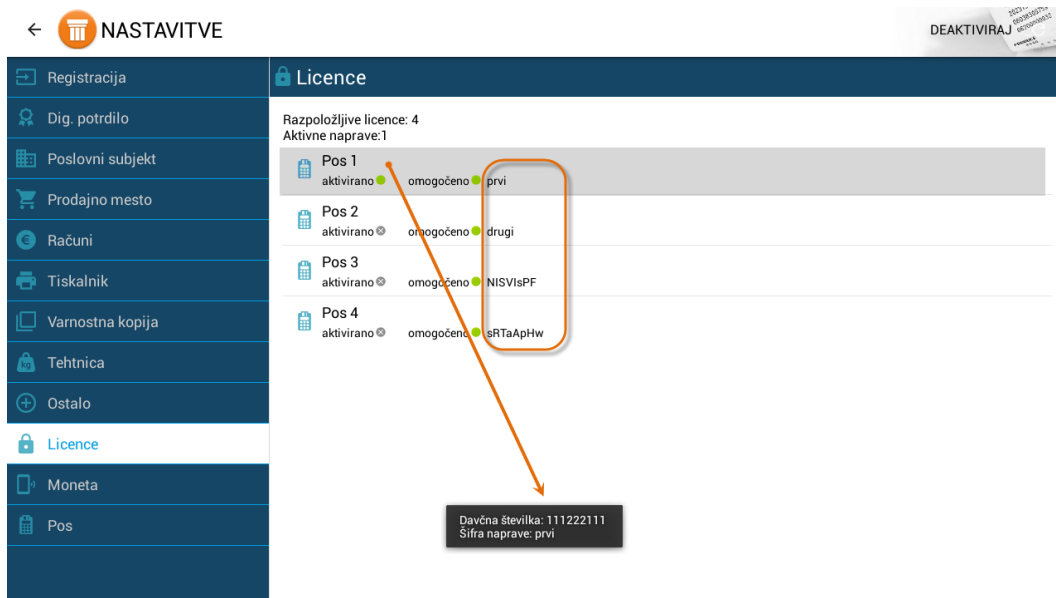 NASTAVITVE
DEAKTIVIRAJ
Registracija
Dig. potrdilo
Poslovni subjekt
Prodajno mesto
Računi
Tiskalnik
Varnostna kopija
kg Tehtnica
Ostalo
Licence
Moneta
Pos
Licence
Razpoložljive licence: 4
Aktivne naprave:1
Pos 1
aktivirano omogočeno prvi
Pos 2
aktivirano omogočeno drugi
Pos 3
aktivirano omogočeno NISVIsPF
Pos 4
aktivirano omogočeno sRTaApHw
Davčna številka: 111222111
Šifra naprave: prvi